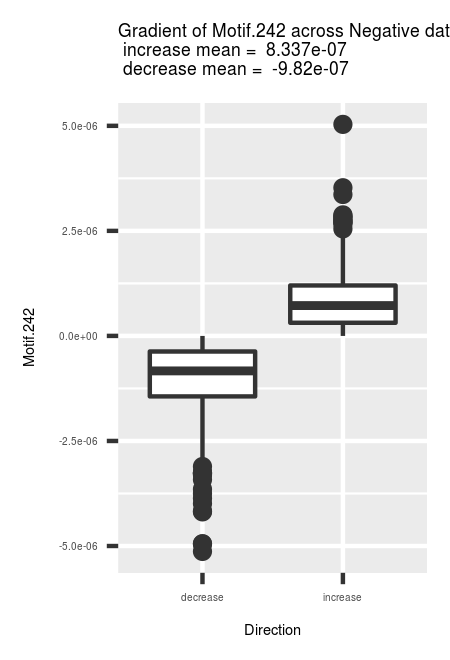 Gradient of Motif.242 across Negative dat
increase mean =  8.337e-07
decrease mean =  -9.82e-07
5.0e-06
2.5e-06
0.0e+00
-2.5e-06
-5.0e-06
Motif.242
decrease
increase
Direction